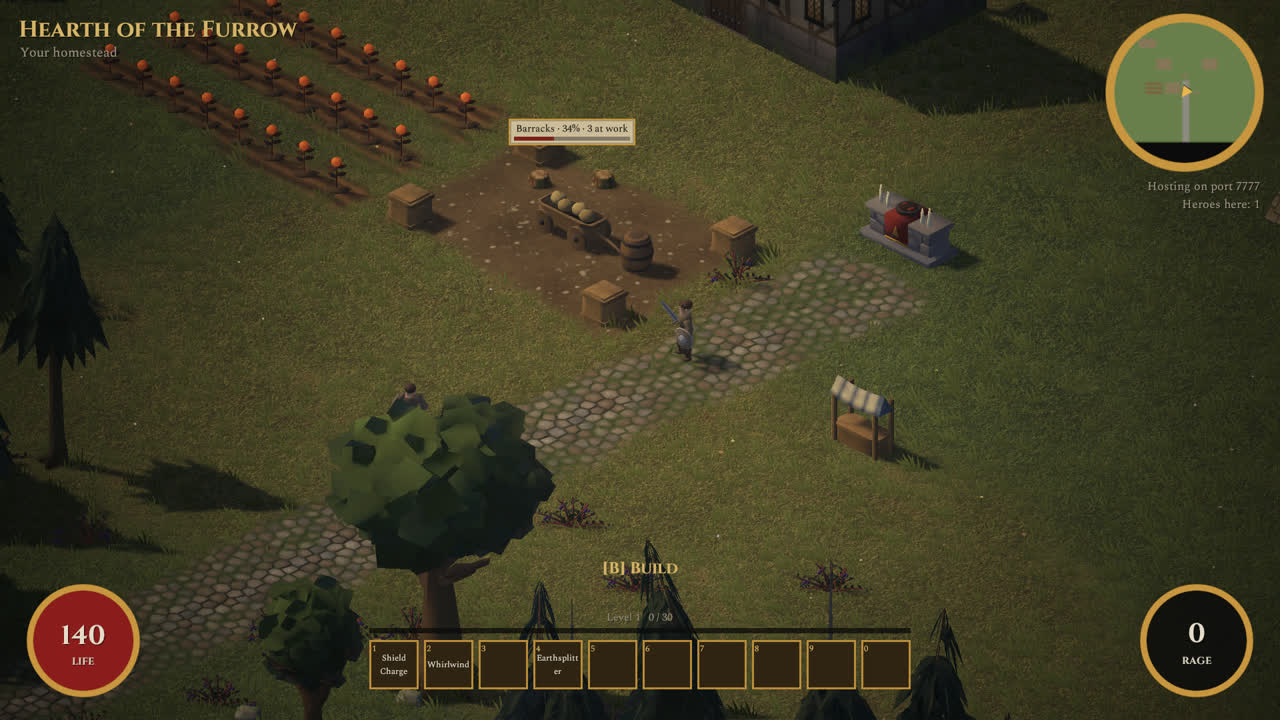 Hearth of the Furrow
Your homestead
Barracks · 34% · 3 at work
Hosting on port 7777
Heroes here: 1
[B] Build
Level 1 0 / 30
140
LIFE
1
Shield
Charge
2
Whirlwind
3
4
Earthsplitt
er
5
6
7
8
9
0
0
RAGE